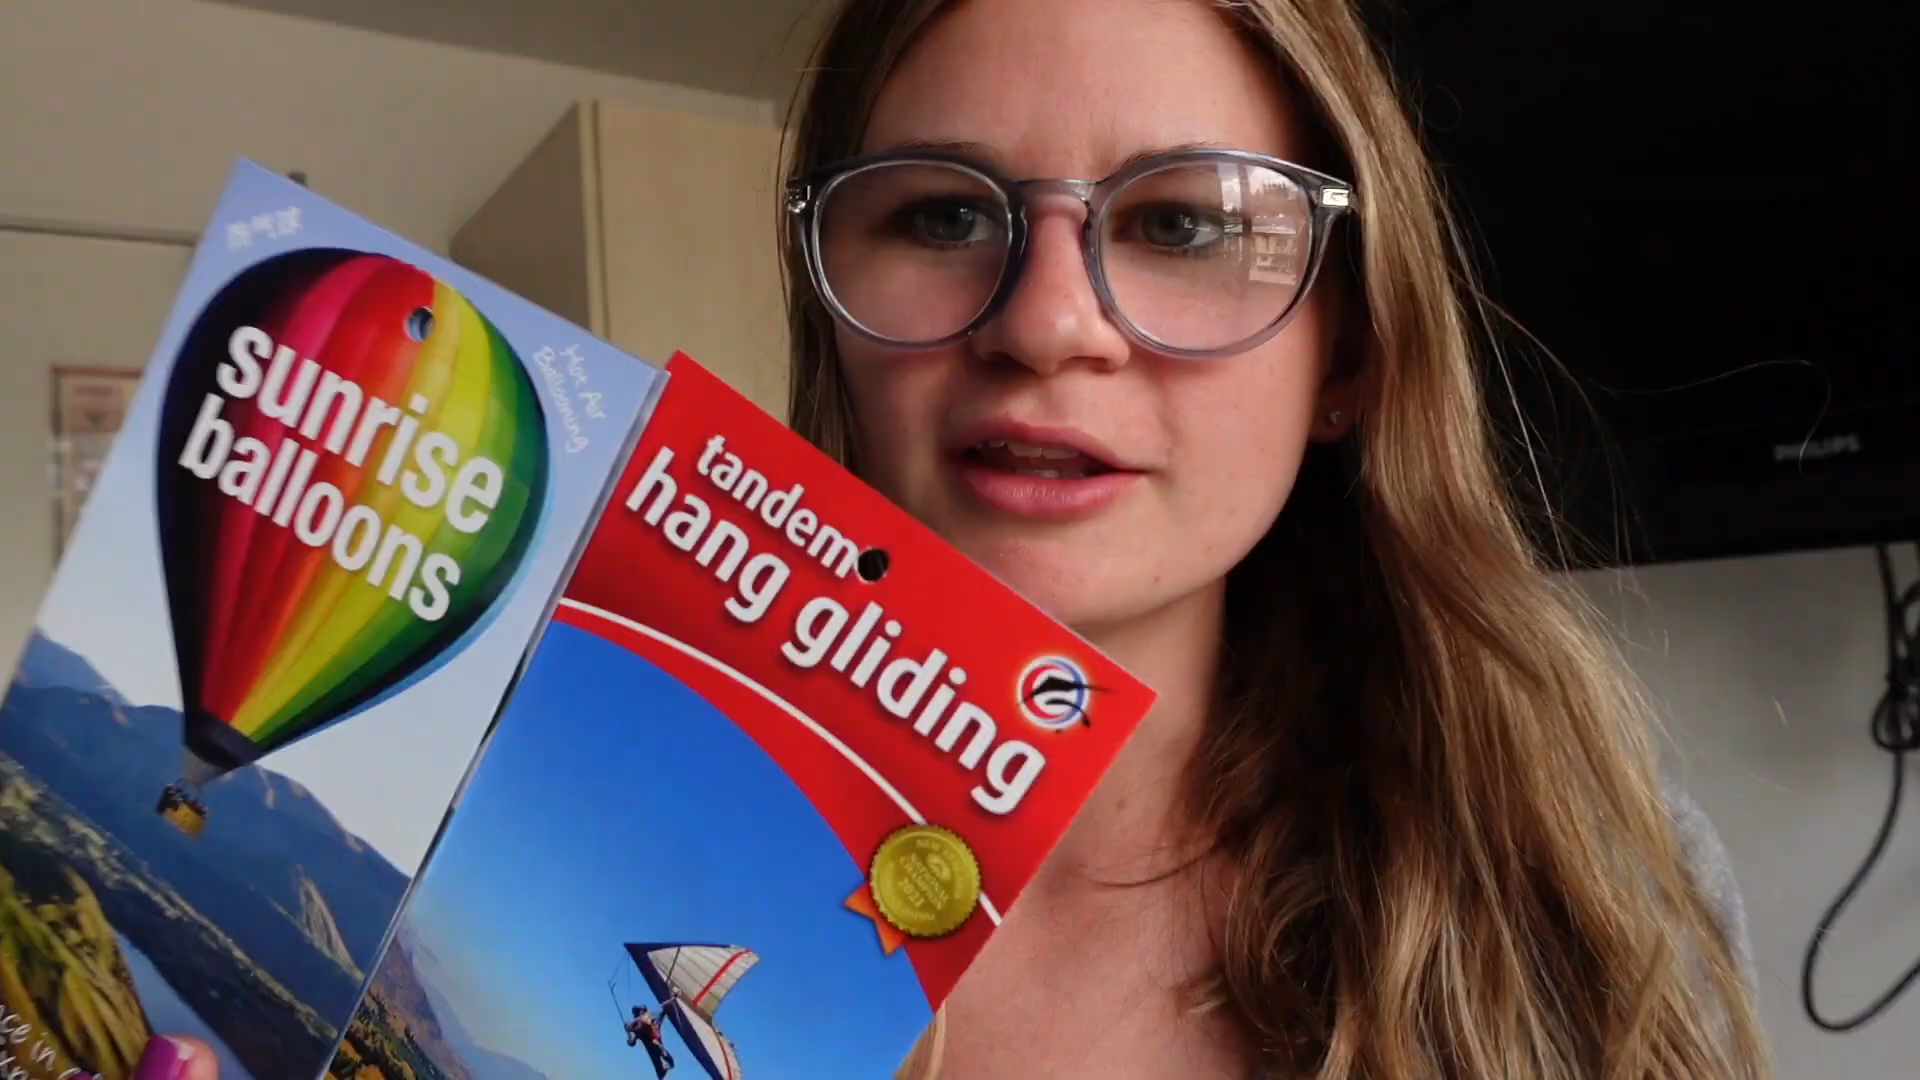 热气球
sunrise
balloons
Hot Air
Ballooning
tandem
hang gliding
PHILIPS